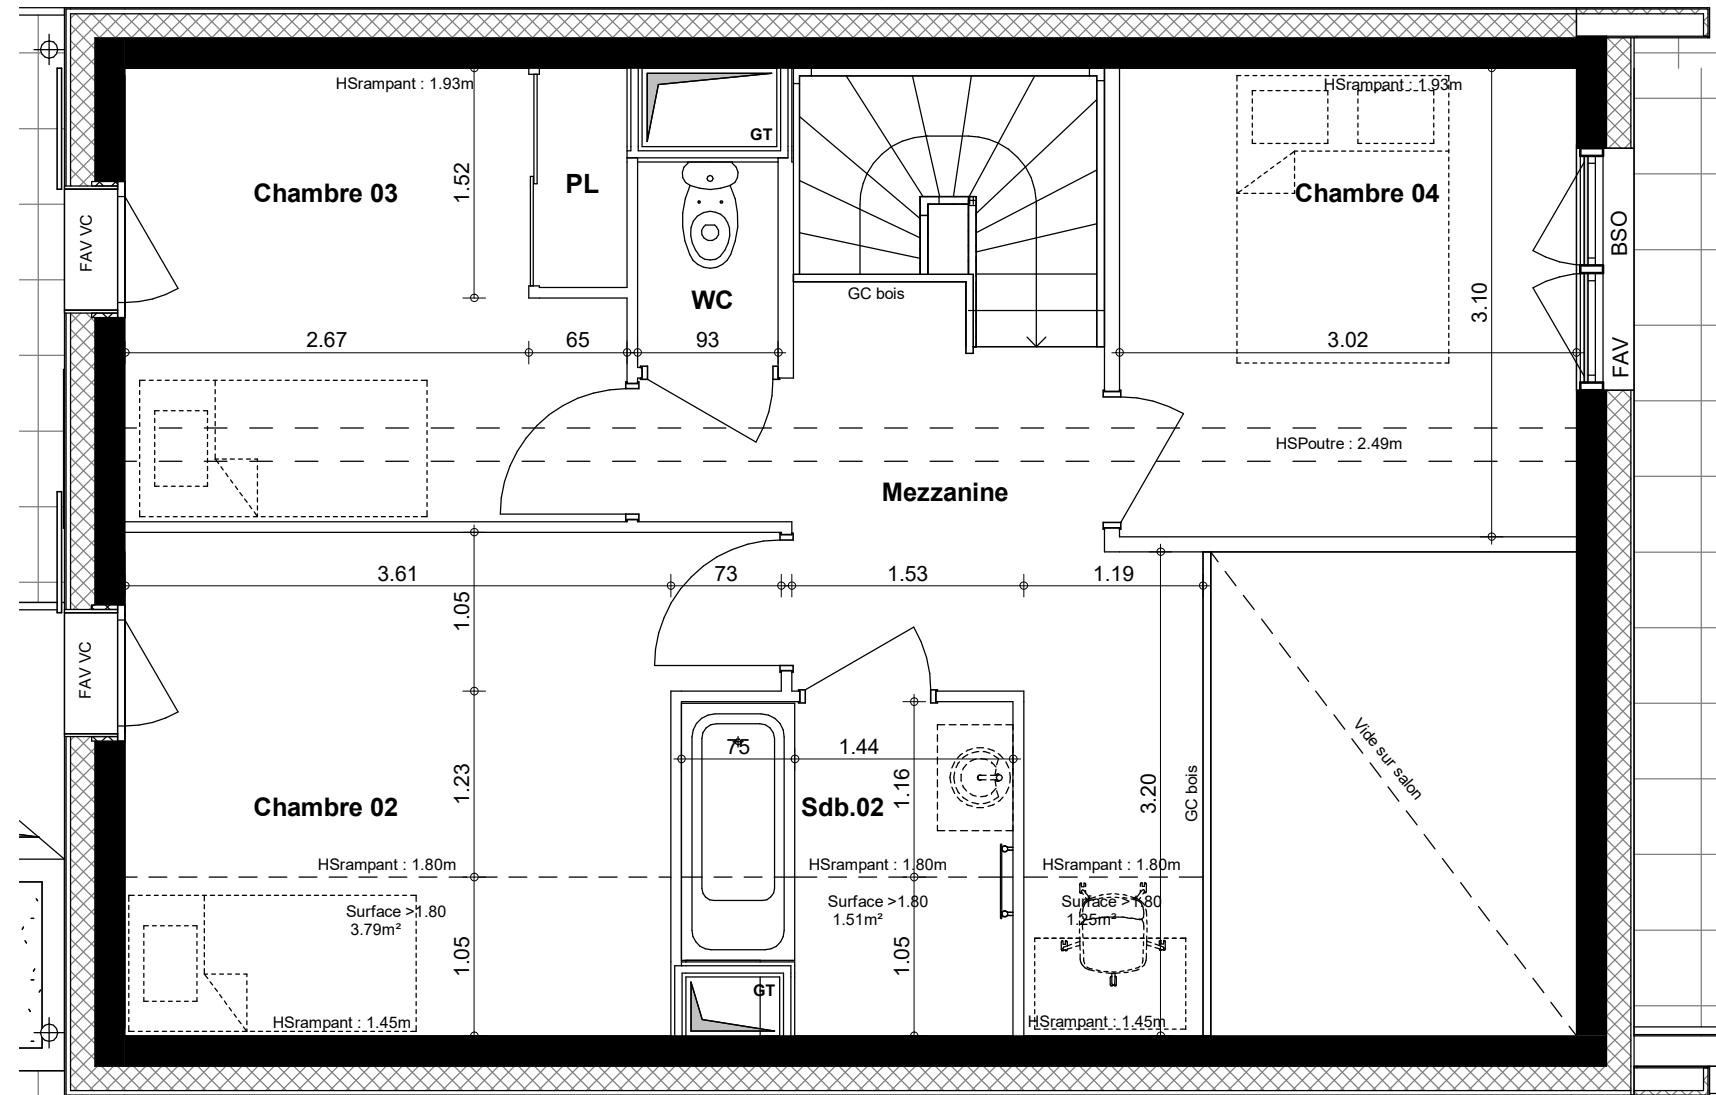 HSrampant : 1.93m
HSrampant : 1.93m
GT
Chambre 03
1.52
PL
Chambre 04
FAV VC
BSO
WC
GC bois
3.10
2.67
65
93
3.02
FAV
HSPoutre : 2.49m
Mezzanine
3.61
73
1.53
1.19
1.05
FAV VC
75
1.44
Vide sur salon
1.23
1.16
3.20
GC bois
Chambre 02
Sdb.02
HSrampant : 1.80m
HSrampant : 1.80m
HSrampant : 1.80m
Surface >1.80
3.79m²
Surface >1.80
1.51m²
Surface >1.80
1.25m²
1.05
1.05
GT
HSrampant : 1.45m
HSrampant : 1.45m